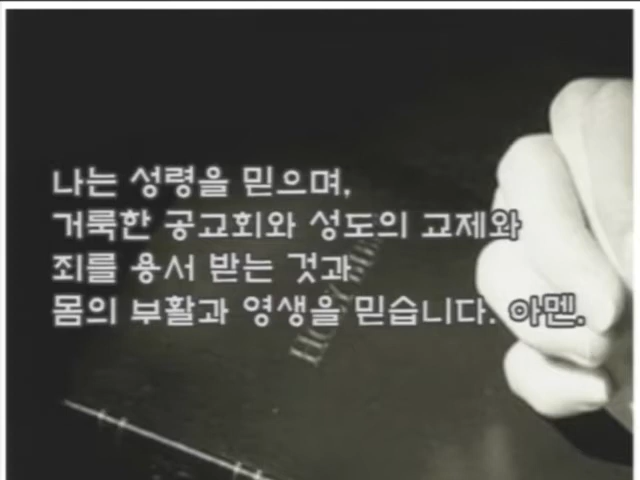 나는 성령을 믿으며,
거룩한 공교회와 성도의 교제와
죄를 용서 받는 것과
몸의 부활과 영생을 믿습니다. 아멘.
HOLY